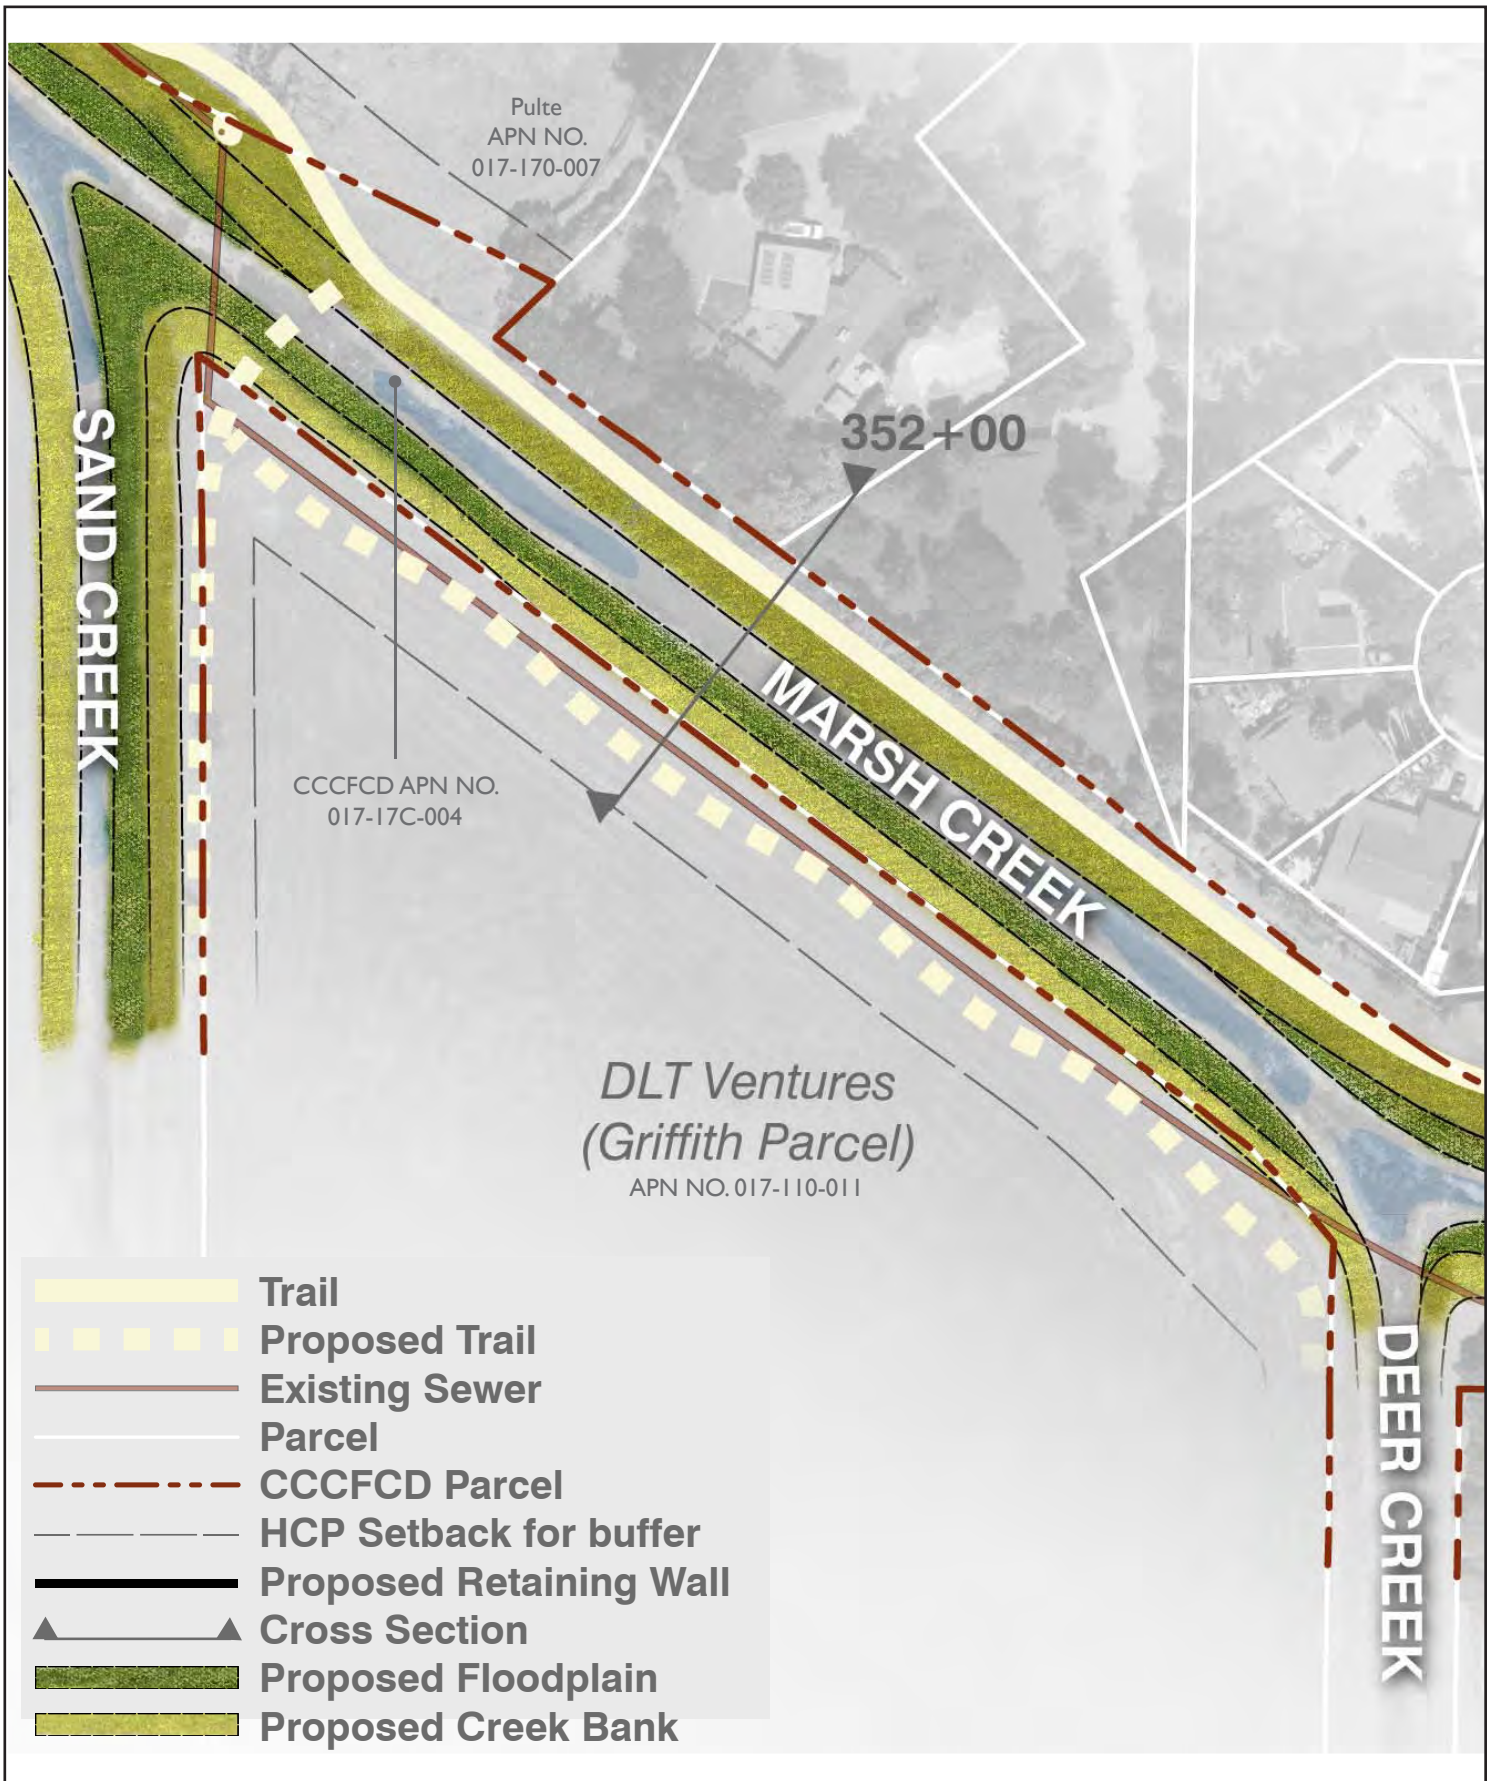 Pulte
APN NO.
017-170-007
352+00
SAND CREEK
MARSH CREEK
CCCFCD APN NO.
017-17C-004
DLT Ventures
(Griffith Parcel)
APN NO. 017-110-011
DEER CREEK
Trail
Proposed Trail
Existing Sewer
Parcel
CCCFCD Parcel
HCP Setback for buffer
Proposed Retaining Wall
Cross Section
Proposed Floodplain
Proposed Creek Bank